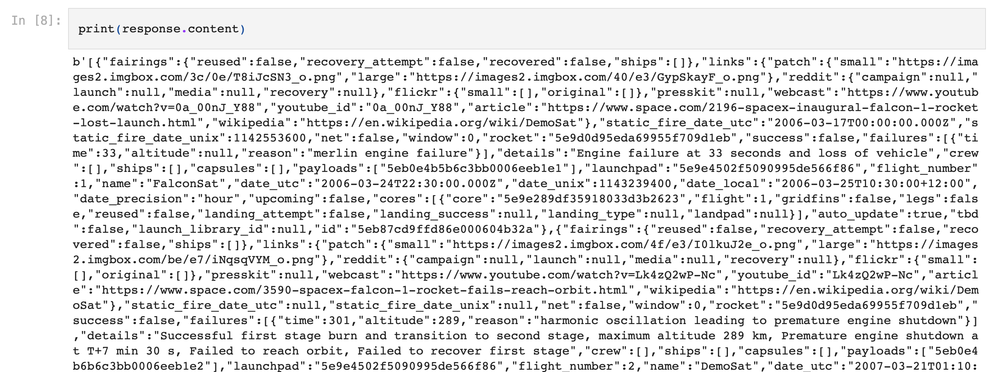 In [8]:
print(response.content)
b'[{"fairings":{"reused":false,"recovery_attempt":false,"recovered":false,"ships":[]},"links":{"patch":{"small":"https://ima
ges2.imgbox.com/3c/0e/T8iJcSN3_o.png","large":"https://images2.imgbox.com/40/e3/GypSkayF_o.png"},"reddit":{"campaign":null,"
launch":null,"media":null,"recovery":null},"flickr":{"small":[],"original":[]},"presskit":null,"webcast":"https://www.youtub
e.com/watch?v=0a_00nJ_Y88","youtube_id":"0a_00nJ_Y88","article":"https://www.space.com/2196-spacex-inaugural-falcon-1-rocket
-lost-launch.html","wikipedia":"https://en.wikipedia.org/wiki/DemoSat"},"static_fire_date_utc":"2006-03-17T00:00:00.000Z","s
tatic_fire_date_unix":1142553600,"net":false,"window":0,"rocket":"5e9d0d95eda69955f709d1eb","success":false,"failures":[{"ti
me":33,"altitude":null,"reason":"merlin engine failure"}],"details":"Engine failure at 33 seconds and loss of vehicle","crew
":[],"ships":[],"capsules":[],"payloads":["5eb0e4b5b6c3bb0006eeb1e1"],"launchpad":"5e9e4502f5090995de566f86","flight_number"
:1,"name":"FalconSat","date_utc":"2006-03-24T22:30:00.000Z","date_unix":1143239400,"date_local":"2006-03-25T10:30:00+12:00",
"date_precision":"hour","upcoming":false,"cores":[{"core":"5e9e289df35918033d3b2623","flight":1,"gridfins":false,"legs":fals
e,"reused":false,"landing_attempt":false,"landing_success":null,"landing_type":null,"landpad":null}],"auto_update":true,"tbd
":false,"launch_library_id":null,"id":"5eb87cd9ffd86e000604b32a"},{"fairings":{"reused":false,"recovery_attempt":false,"reco
vered":false,"ships":[]},"links":{"patch":{"small":"https://images2.imgbox.com/4f/e3/I0lkuJ2e_o.png","large":"https://images
2.imgbox.com/be/e7/iNqsqVYM_o.png"},"reddit":{"campaign":null,"launch":null,"media":null,"recovery":null},"flickr":{"small":
[],"original":[]},"presskit":null,"webcast":"https://www.youtube.com/watch?v=Lk4zQ2wP-Nc","youtube_id":"Lk4zQ2wP-Nc","articl
e":"https://www.space.com/3590-spacex-falcon-1-rocket-fails-reach-orbit.html","wikipedia":"https://en.wikipedia.org/wiki/Dem
oSat"},"static_fire_date_utc":null,"static_fire_date_unix":null,"net":false,"window":0,"rocket":"5e9d0d95eda69955f709d1eb","
success":false,"failures":[{"time":301,"altitude":289,"reason":"harmonic oscillation leading to premature engine shutdown"}]
,"details":"Successful first stage burn and transition to second stage, maximum altitude 289 km, Premature engine shutdown a
t T+7 min 30 s, Failed to reach orbit, Failed to recover first stage","crew":[],"ships":[],"capsules":[],"payloads":["5eb0e4
b6b6c3bb0006eeb1e2"],"launchpad":"5e9e4502f5090995de566f86","flight_number":2,"name":"DemoSat","date_utc":"2007-03-21T01:10: